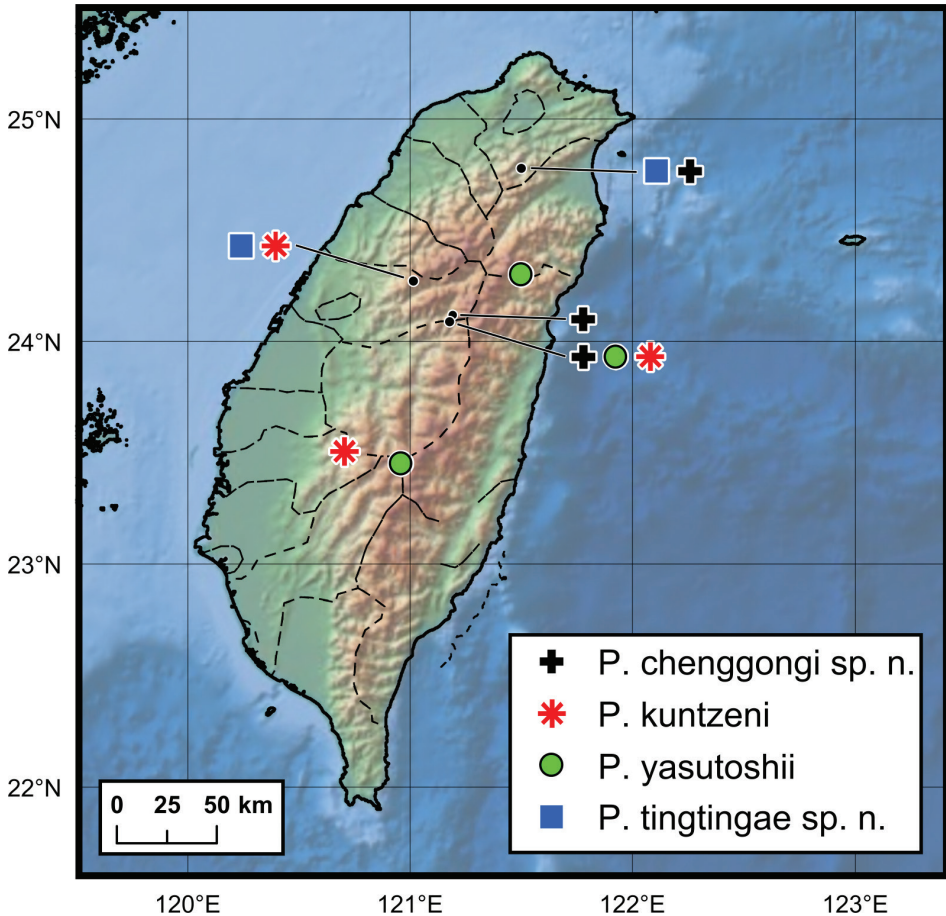 25°N
24°N
23°N
22°N
P. chenggongi sp. n.
P. kuntzeni
P. yasutoshii
P. tingtingae sp. n.
0 25 50 km
120°E 121°E 122°E 123°E